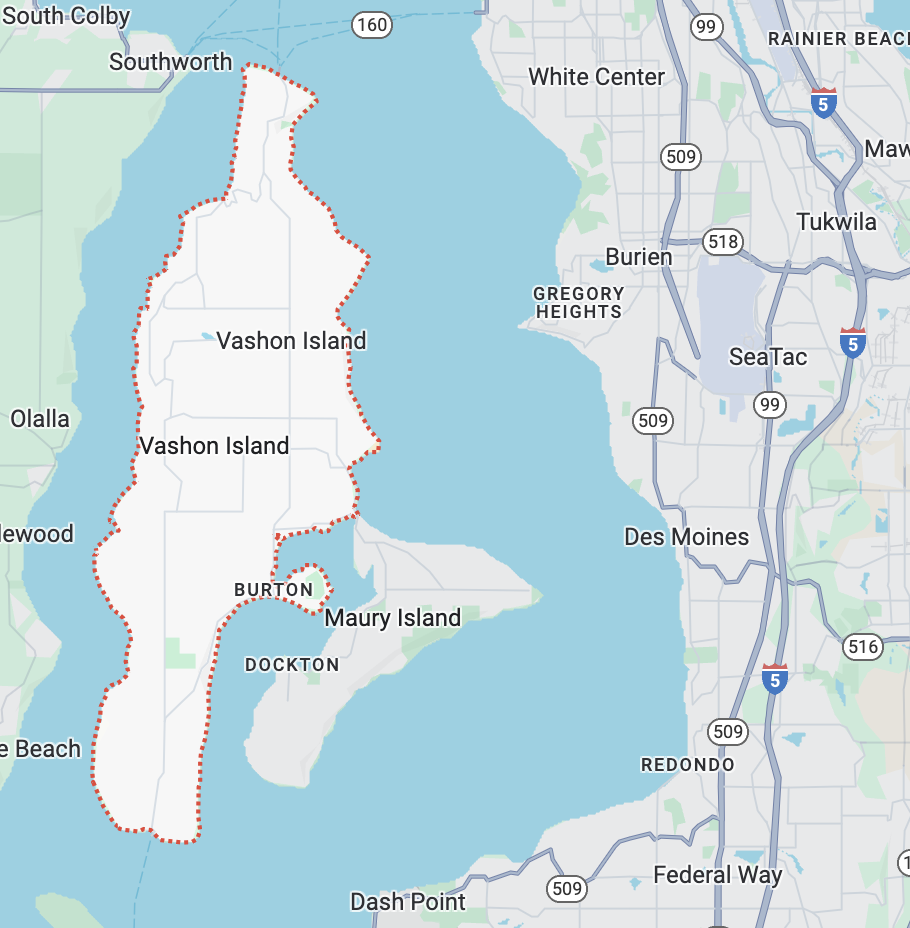 South Colby
160
99
RAINIER BEAC
Southworth
White Center
5
509
Maw
Tukwila
518
Burien
GREGORY
HEIGHTS
Vashon Island
5
SeaTac
99
Olalla
509
Vashon Island
lewood
Des Moines
BURTON
Maury Island
516
DOCKTON
5
509
e Beach
REDONDO
Federal Way
509
Dash Point